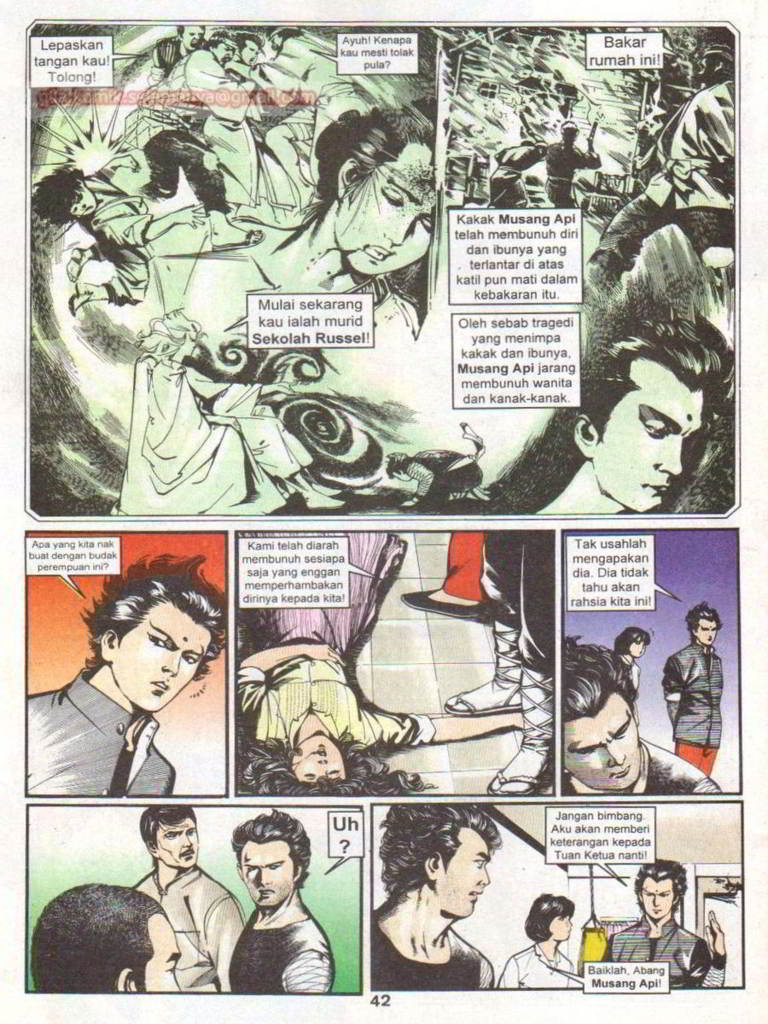 Lepaskan
tangan kau!
Tolong!
Ayuh! Kenapa
kau mesti tolak
pula?
Bakar
rumah ini!
Kakak Musang Api
telah membunuh diri
dan ibunya yang
terlantar di atas
katil pun mati dalam
kebakaran itu.
Mulai sekarang
kau ialah murid
Sekolah Russel!
Oleh sebab tragedi
yang menimpa
kakak dan ibunya,
Musang Api jarang
membunuh wanita
dan kanak-kanak.
Apa yang kita nak
buat dengan budak
perempuan ini?
Kami telah diarah
membunuh sesiapa
saja yang enggan
memperhambakan
dirinya kepada kita!
Tak usahlah
mengapakan
dia. Dia tidak
tahu akan
rahsia kita ini!
Uh
?
Jangan bimbang.
Aku akan memberi
keterangan kepada
Tuan Ketua nanti!
Baiklah, Abang
Musang Api!
42